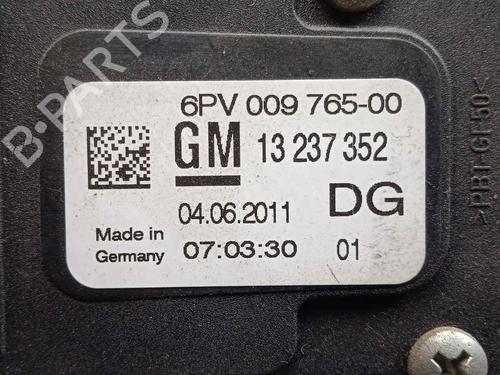 B-PARTS
6PV 009 765-00
GM 13 237 352
04.06.2011 DG
Made in Germany 07:03:30 01
>PBT-GF50<